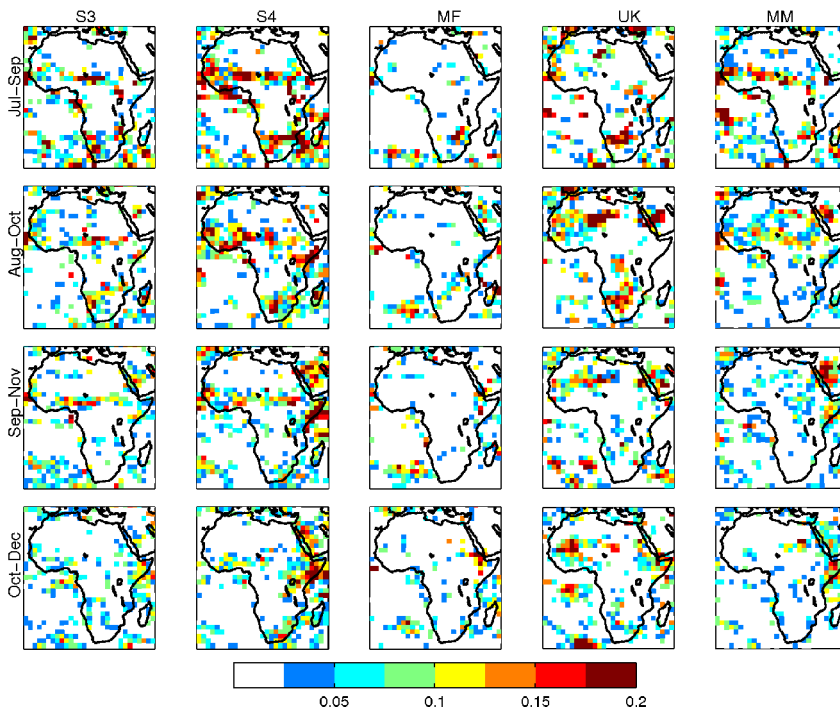 S3 S4 MF UK MM
Jul-Sep
Aug-Oct
Sep-Nov
Oct-Dec
0.05 0.1 0.15 0.2